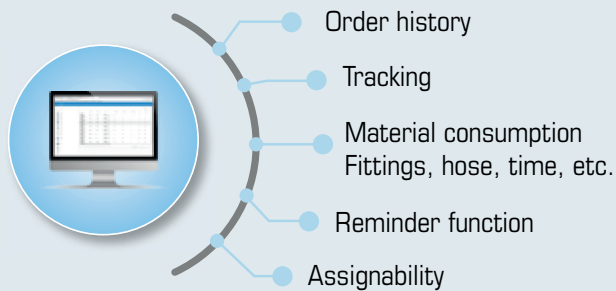 Order history
Tracking
Material consumption
Fittings, hose, time, etc.
Reminder function
Assignability